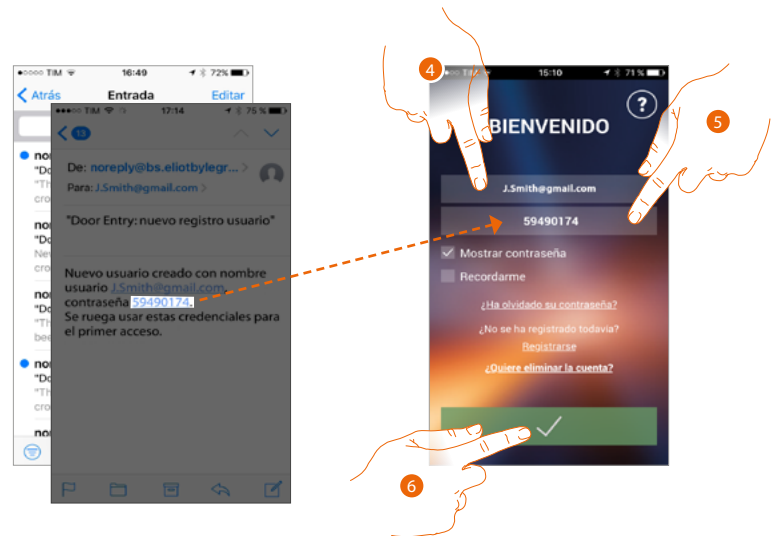 TIM 16:49 72%
Atrás Entrada Editar
TIM 17:14 75 %
13
De: noreply@bs.eliotbylegr...
Para: J.Smith@gmail.com
"Door Entry: nuevo registro usuario"
Nuevo usuario creado con nombre
usuario J.Smith@gmail.com,
contraseña 59490174.
Se ruega usar estas credenciales para
el primer acceso.
4
TIM 15:10 71 %
?
5
BIENVENIDO
J.Smith@gmail.com
59490174
Mostrar contraseña
Recordarme
¿Ha olvidado su contraseña?
¿No se ha registrado todavia?
Registrarse
¿Quiere eliminar la cuenta?
6